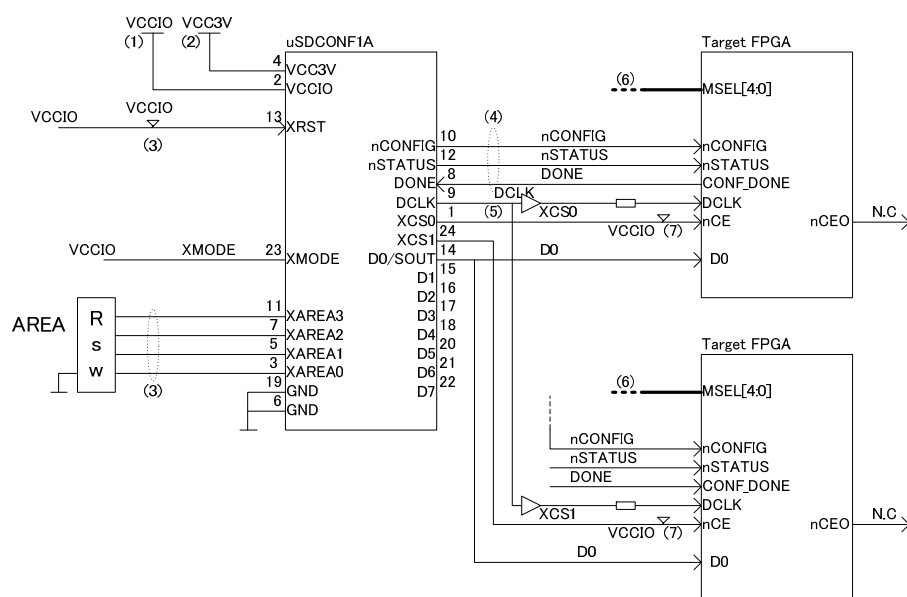 VCCIO VCC3V
(1) (2)
uSDCONF1A
4 VCC3V
2 VCCIO
VCCIO
VCCIO
13 XRST
(3)
VCCIO XMODE 23 XMODE
AREA
R
s
w
11 XAREA3
7 XAREA2
5 XAREA1
3 XAREA0
(3)
19 GND
6 GND
nCONFIG 10
nSTATUS 12
DONE 8
DCLK 9
XCS0 1
XCS1 24
D0/SOUT 14
D1 15
D2 16
D3 17
D4 18
D5 20
D6 21
D7 22
(4)
nCONFIG
nSTATUS
DONE
DCLK
(5)
XCS0
VCCIO (7)
D0
Target FPGA
(6)
MSEL[4:0]
nCONFIG
nSTATUS
CONF_DONE
DCLK
nCE
nCEO N.C
D0
Target FPGA
(6)
MSEL[4:0]
nCONFIG nCONFIG
nSTATUS nSTATUS
DONE CONF_DONE
DCLK
XCS1
nCE
VCCIO (7)
nCEO N.C
D0 D0